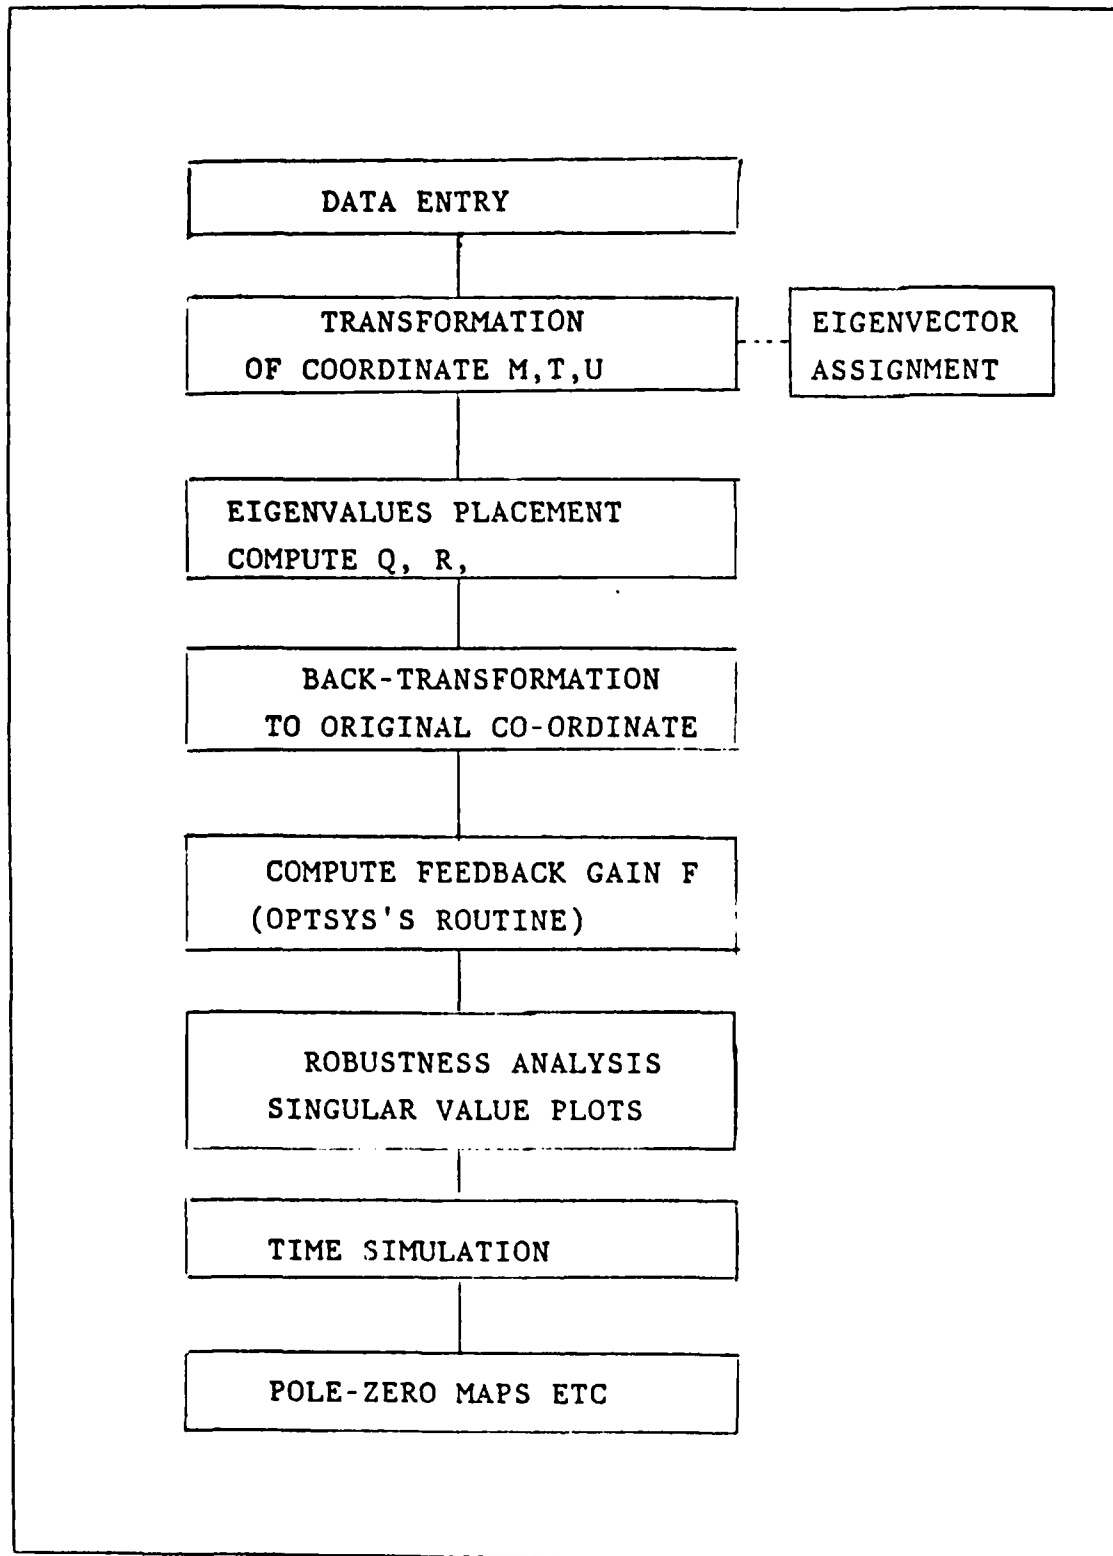 DATA ENTRY
TRANSFORMATION
OF COORDINATE M,T,U
EIGENVECTOR
ASSIGNMENT
EIGENVALUES PLACEMENT
COMPUTE Q, R,
BACK-TRANSFORMATION
TO ORIGINAL CO-ORDINATE
COMPUTE FEEDBACK GAIN F
(OPTSYS'S ROUTINE)
ROBUSTNESS ANALYSIS
SINGULAR VALUE PLOTS
TIME SIMULATION
POLE-ZERO MAPS ETC